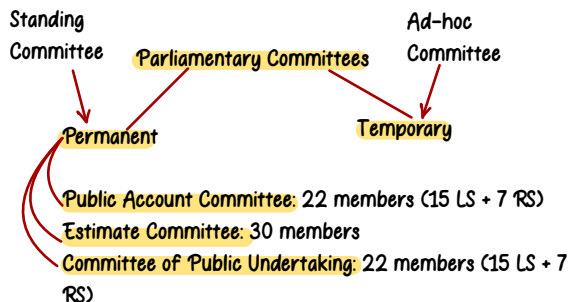 Standing
Committee
Ad-hoc
Committee
Parliamentary Committees
Permanent
Temporary
Public Account Committee: 22 members (15 LS + 7 RS)
Estimate Committee: 30 members
Committee of Public Undertaking: 22 members (15 LS + 7
RS)